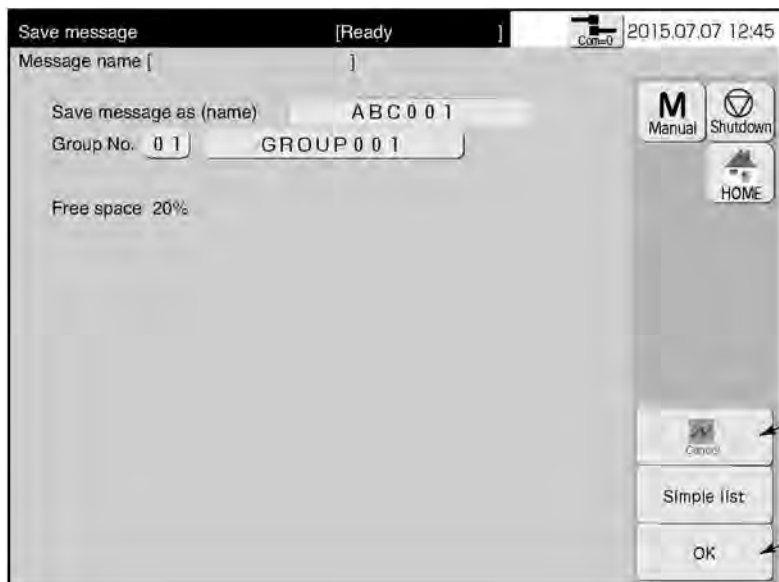 Save message [Ready ] Com=0 2015.07.07 12:45
Message name [ ]
M
Manual
Shutdown
HOME
Save message as (name) ABC001
Group No. 01 GROUP001
Free space 20%
Cancel
Simple list
OK